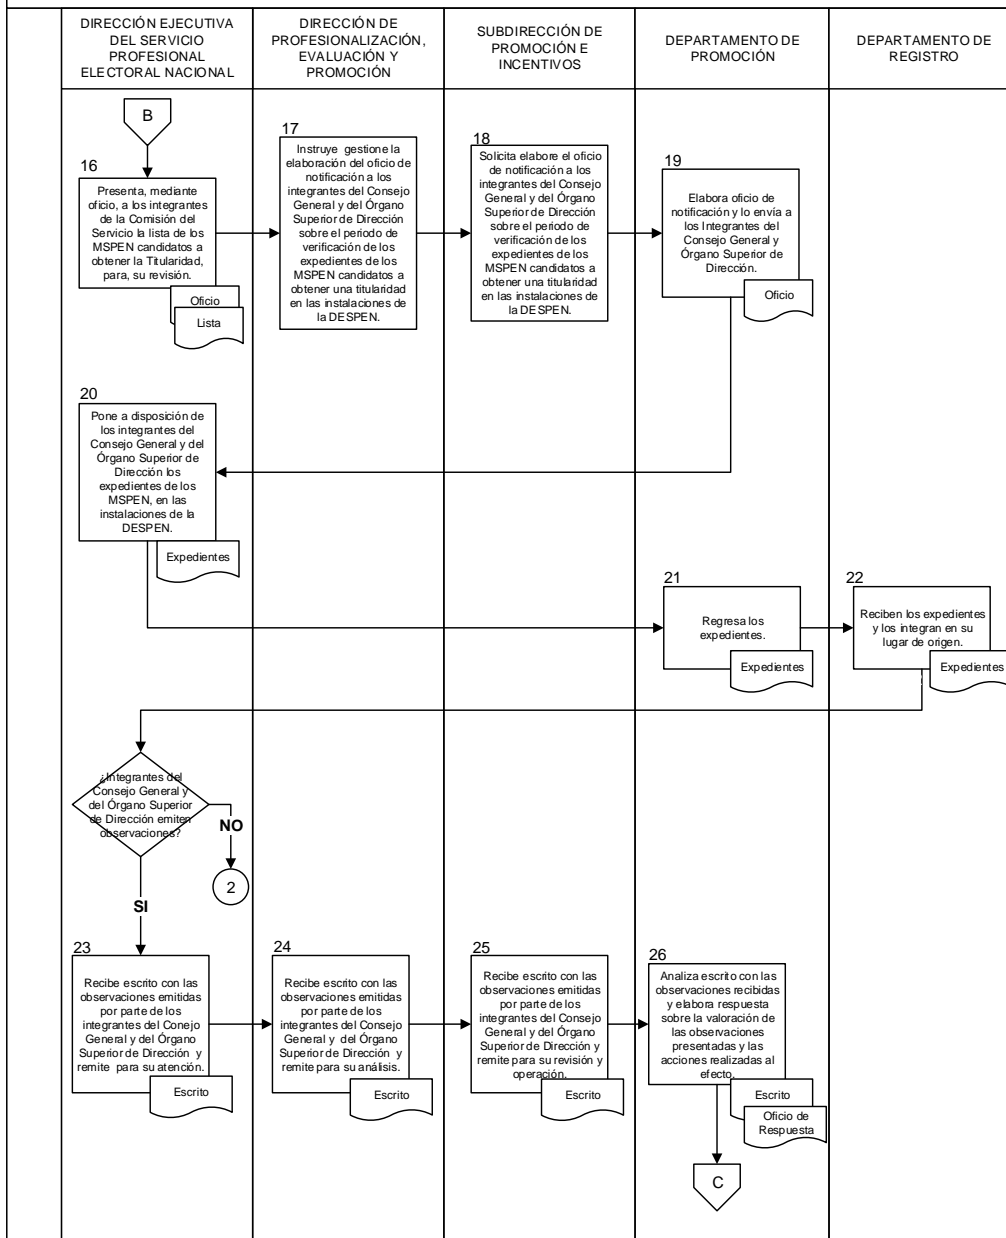 DIRECCIÓN EJECUTIVA
DEL SERVICIO
PROFESIONAL
ELECTORAL NACIONAL
DIRECCIÓN DE
PROFESIONALIZACIÓN,
EVALUACIÓN Y
PROMOCIÓN
SUBDIRECCIÓN DE
PROMOCIÓN E
INCENTIVOS
DEPARTAMENTO DE
PROMOCIÓN
DEPARTAMENTO DE
REGISTRO
B
16
Presenta, mediante
oficio, a los integrantes
de la Comisión del
Servicio la lista de los
MSPEN candidatos a
obtener la Titularidad,
para, su revisión.
Oficio
Lista
17
Instruye gestione la
elaboración del oficio de
notificación a los
integrantes del Consejo
General y del Órgano
Superior de Dirección
sobre el periodo de
verificación de los
expedientes de los
MSPEN candidatos a
obtener una titularidad
en las instalaciones de
la DESPEN.
18
Solicita elabore el oficio
de notificación a los
integrantes del Consejo
General y del Órgano
Superior de Dirección
sobre el periodo de
verificación de los
expedientes de los
MSPEN candidatos a
obtener una titularidad
en las instalaciones de
la DESPEN.
19
Elabora oficio de
notificación y lo envía a
los Integrantes del
Consejo General y
Órgano Superior de
Dirección.
Oficio
20
Pone a disposición de
los integrantes del
Consejo General y del
Órgano Superior de
Dirección los
expedientes de los
MSPEN, en las
instalaciones de la
DESPEN.
Expedientes
21
Regresa los
expedientes.
Expedientes
22
Reciben los expedientes
y los integran en su
lugar de origen.
Expedientes
¿Integrantes del
Consejo General y
del Órgano Superior
de Dirección emiten
observaciones?
NO
2
SI
23
Recibe escrito con las
observaciones emitidas
por parte de los
integrantes del Conejo
General y del Órgano
Superior de Dirección y
remite para su atención.
Escrito
24
Recibe escrito con las
observaciones emitidas
por parte de los
integrantes del Consejo
General y del Órgano
Superior de Dirección y
remite para su análisis.
Escrito
25
Recibe escrito con las
observaciones emitidas
por parte de los
integrantes del Consejo
General y del Órgano
Superior de Dirección y
remite para su revisión y
operación.
Escrito
26
Analiza escrito con las
observaciones recibidas
y elabora respuesta
sobre la valoración de
las observaciones
presentadas y las
acciones realizadas al
efecto.
Escrito
Oficio de
Respuesta
C